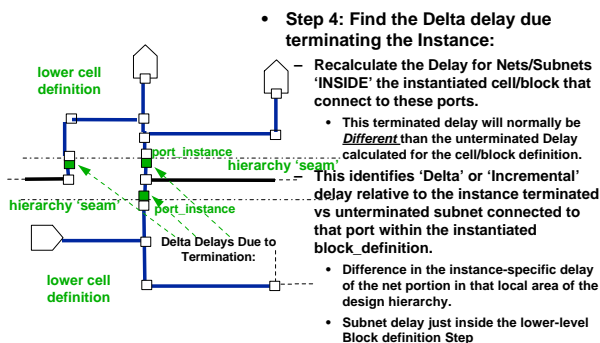 • Step 4: Find the Delta delay due
terminating the Instance:
– Recalculate the Delay for Nets/Subnets
‘INSIDE’ the instantiated cell/block that
connect to these ports.
• This terminated delay will normally be
Different than the unterminated Delay
calculated for the cell/block definition.
– This identifies ‘Delta’ or ‘Incremental’
delay relative to the instance terminated
vs unterminated subnet connected to
that port within the instantiated
block_definition.
• Difference in the instance-specific delay
of the net portion in that local area of the
design hierarchy.
• Subnet delay just inside the lower-level
Block definition Step
lower cell
definition
port_instance
hierarchy ‘seam’
hierarchy ‘seam’
port_instance
Delta Delays Due to
Termination:
lower cell
definition